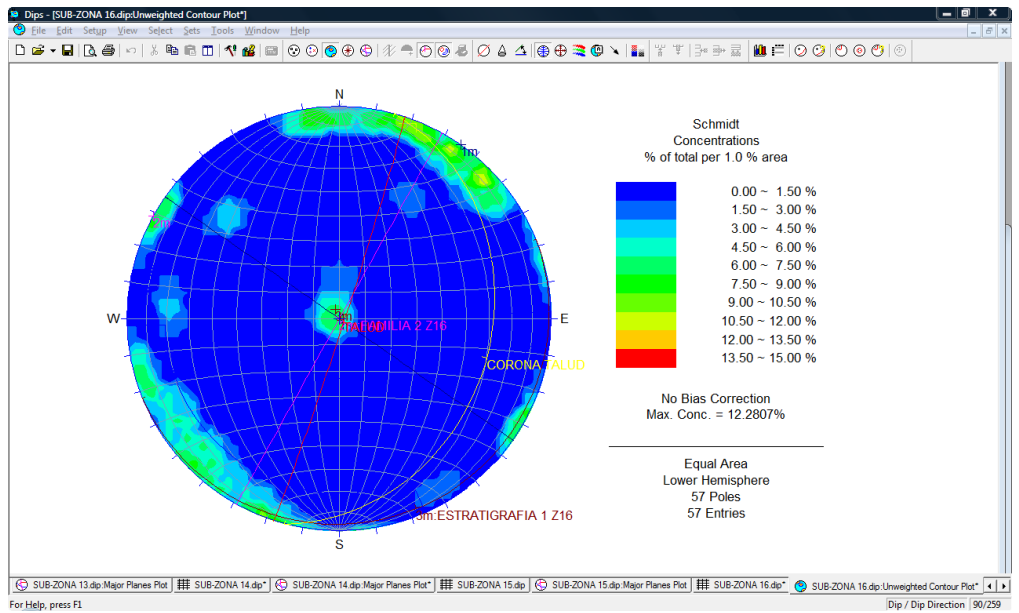 Dips - [SUB-ZONA 16.dip:Unweighted Contour Plot*]
File Edit Setup View Select Sets Tools Window Help
N
1m
2m
W
E
3m
FAMILIA 2 Z16
CORONA TALUD
3m:ESTRATIGRAFIA 1 Z16
S
Schmidt
Concentrations
% of total per 1.0 % area
0.00 ~ 1.50 %
1.50 ~ 3.00 %
3.00 ~ 4.50 %
4.50 ~ 6.00 %
6.00 ~ 7.50 %
7.50 ~ 9.00 %
9.00 ~ 10.50 %
10.50 ~ 12.00 %
12.00 ~ 13.50 %
13.50 ~ 15.00 %
No Bias Correction
Max. Conc. = 12.2807%
Equal Area
Lower Hemisphere
57 Poles
57 Entries
SUB-ZONA 13.dip:Major Planes Plot SUB-ZONA 14.dip* SUB-ZONA 14.dip:Major Planes Plot* SUB-ZONA 15.dip SUB-ZONA 15.dip:Major Planes Plot SUB-ZONA 16.dip* SUB-ZONA 16.dip:Unweighted Contour Plot*
For Help, press F1 Dip / Dip Direction 90/259